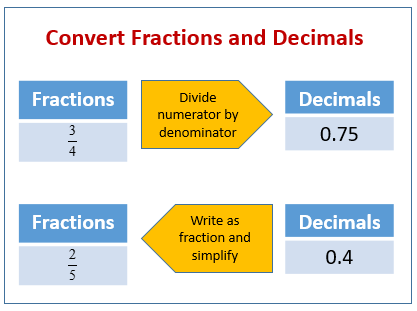 Convert Fractions and Decimals
Fractions
3/4
Divide
numerator by
denominator
Decimals
0.75
Fractions
2/5
Write as
fraction and
simplify
Decimals
0.4